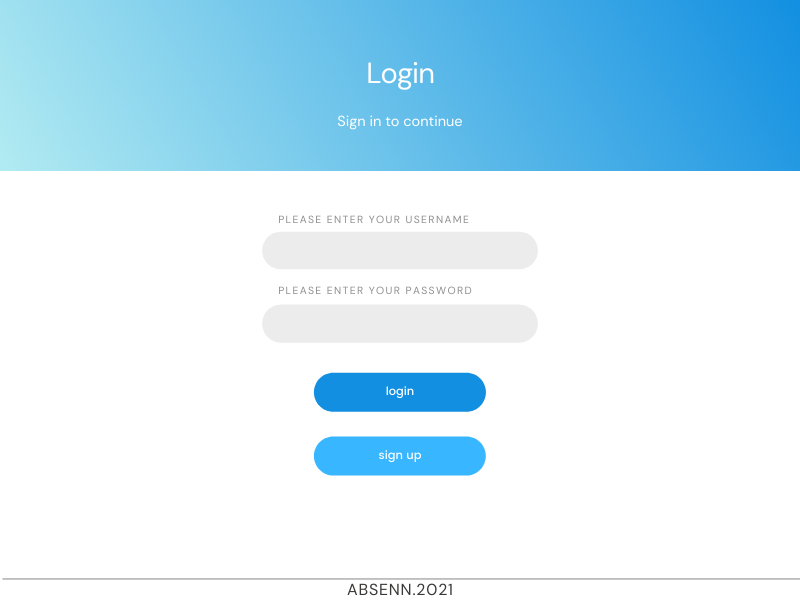 Login
Sign in to continue
PLEASE ENTER YOUR USERNAME
PLEASE ENTER YOUR PASSWORD
login
sign up
ABSENN.2021